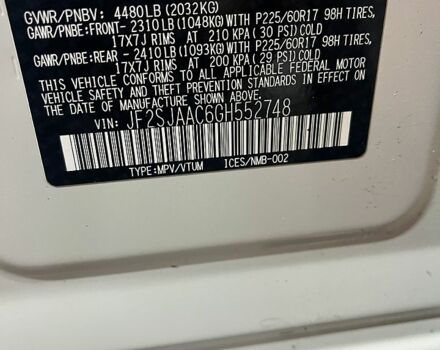 GVWR/PNBV: 4480LB (2032KG)
GAWR/PNBE:FRONT- 2310LB(1048KG)WITH P225/60R17 98H TIRES,
17X7J RIMS AT 210 KPA (30 PSI)COLD
GAWR/PNBE:REAR - 2410LB(1093KG)WITH P225/60R17 98H TIRES,
17X7J RIMS AT 200 KPA (29 PSI)COLD
THIS VEHICLE CONFORMS TO ALL APPLICABLE FEDERAL MOTOR
VEHICLE SAFETY, BUMPER, AND THEFT PREVENTION STANDARDS
IN EFFECT ON THE DATE OF MANUFACTURE SHOWN ABOVE.
VIN: JF2SJAAC6GH552748
TYPE:MPV/VTUM ICES/NMB-002